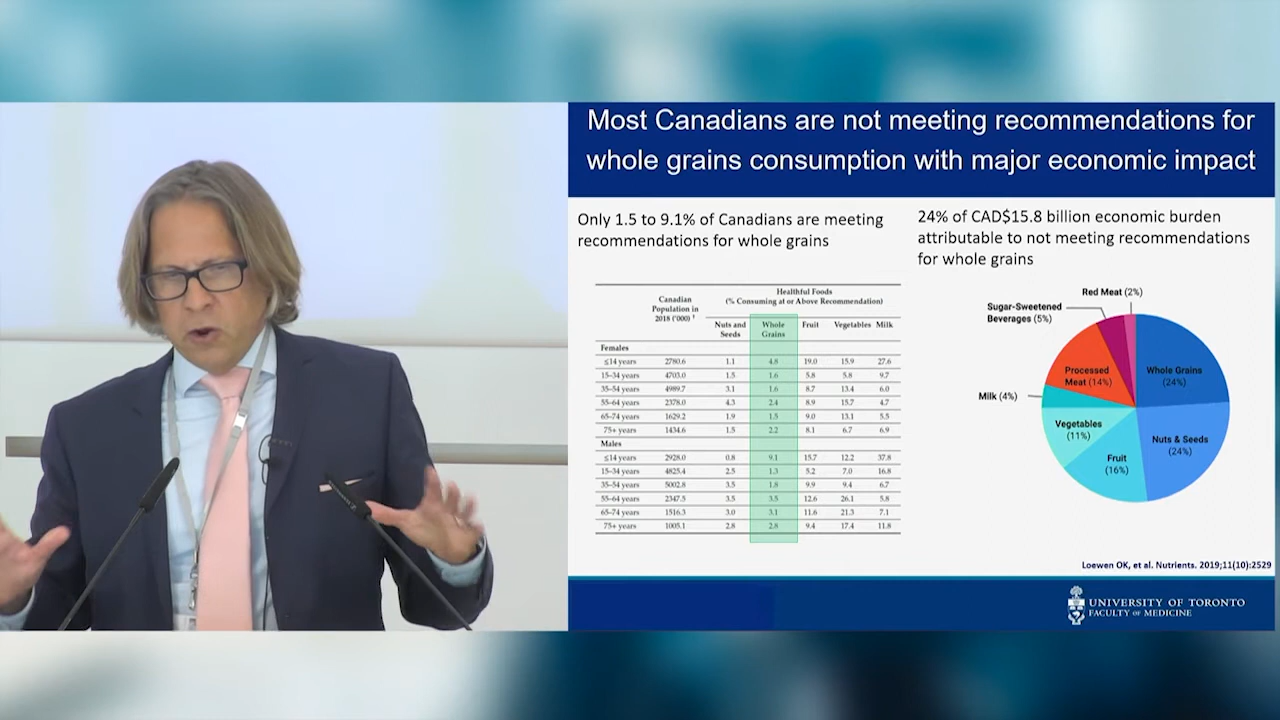 Most Canadians are not meeting recommendations for
whole grains consumption with major economic impact
Only 1.5 to 9.1% of Canadians are meeting
recommendations for whole grains
24% of CAD$15.8 billion economic burden
attributable to not meeting recommendations
for whole grains
Canadian
Population in
2018 ('000) 1
Healthful Foods
(% Consuming at or Above Recommendation)
Nuts and
Seeds
Whole
Grains
Fruit
Vegetables
Milk
Females
≤14 years 2780.6 1.1 4.8 19.0 15.9 27.6
15–34 years 4703.0 1.5 1.6 5.8 5.8 9.7
35–54 years 4989.7 3.1 1.6 8.7 13.4 6.0
55–64 years 2378.0 4.3 2.4 8.9 15.7 4.7
65–74 years 1629.2 1.9 1.5 9.0 13.1 5.5
75+ years 1434.6 1.5 2.2 8.1 6.7 6.9
Males
≤14 years 2928.0 0.8 9.1 15.7 12.2 37.8
15–34 years 4825.4 2.5 1.3 5.2 7.0 16.8
35–54 years 5002.8 3.5 1.8 9.9 9.4 6.7
55–64 years 2347.5 3.5 3.5 12.6 26.1 5.8
65–74 years 1516.3 3.0 3.1 11.6 21.3 7.1
75+ years 1005.1 2.8 2.8 9.4 17.4 11.8
Red Meat (2%)
Sugar-Sweetened
Beverages (5%)
Processed
Meat (14%)
Whole Grains
(24%)
Milk (4%)
Vegetables
(11%)
Nuts & Seeds
(24%)
Fruit
(16%)
Loewen OK, et al. Nutrients. 2019;11(10):2529
UNIVERSITY OF TORONTO
FACULTY OF MEDICINE